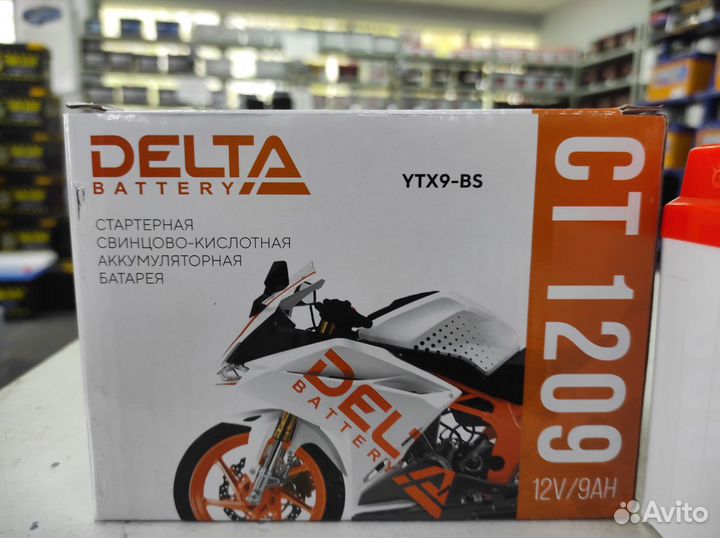 DELTA
BATTERY
YTX9-BS
СТАРТЕРНАЯ
СВИНЦОВО-КИСЛОТНАЯ
АККУМУЛЯТОРНАЯ
БАТАРЕЯ
DELTA
BATTERY
CT 1209
12V/9AH
Avito